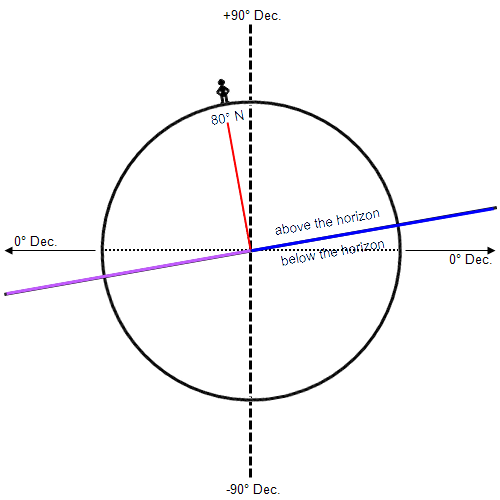 +90° Dec.
80° N
above the horizon
0° Dec.
below the horizon
0° Dec.
-90° Dec.